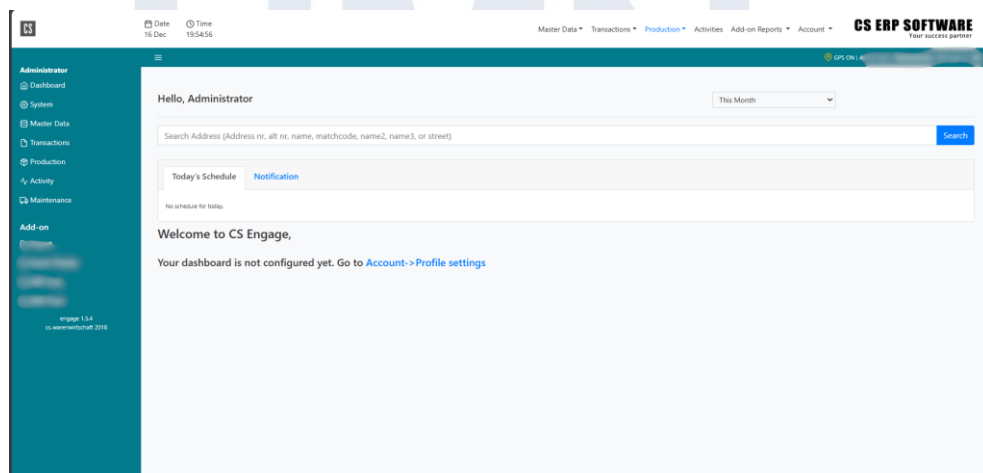 CS
Date
Time
16 Dec
19:54:56
Master Data
Transactions
Production
Activities
Add-on Reports
Account
CS ERP SOFTWARE
Your success partner
GPS ON |
Administrator
Dashboard
System
Master Data
Transactions
Production
Activity
Maintenance
Add-on
engage 1.5.4
cs-warenwirtschaft 2018
Hello, Administrator
This Month
Search Address (Address nr, alt nr, name, matchcode, name2, name3, or street)
Search
Today's Schedule
Notification
No schedule for today.
Welcome to CS Engage,
Your dashboard is not configured yet. Go to Account->Profile settings